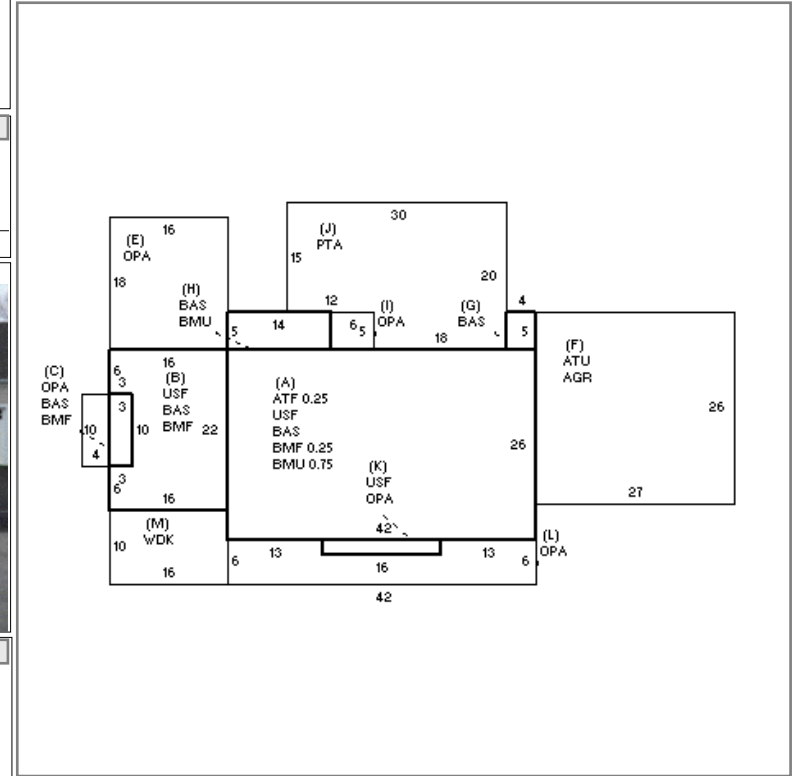 30
16
(J)
PTA
(E)
OPA
15
18
20
(H)
BAS
BMU
12
4
(I)
OPA
(G)
BAS
5
14
6
5
18
5
(F)
ATU
AGR
26
27
(C)
OPA
BAS
BMF
10
4
6
3
16
(B)
USF
BAS
BMF
3
10
22
3
6
16
(A)
ATF 0.25
USF
BAS
BMF 0.25
BMU 0.75
26
(K)
USF
OPA
42
(M)
WDK
10
16
6
13
16
13
6
(L)
OPA
42